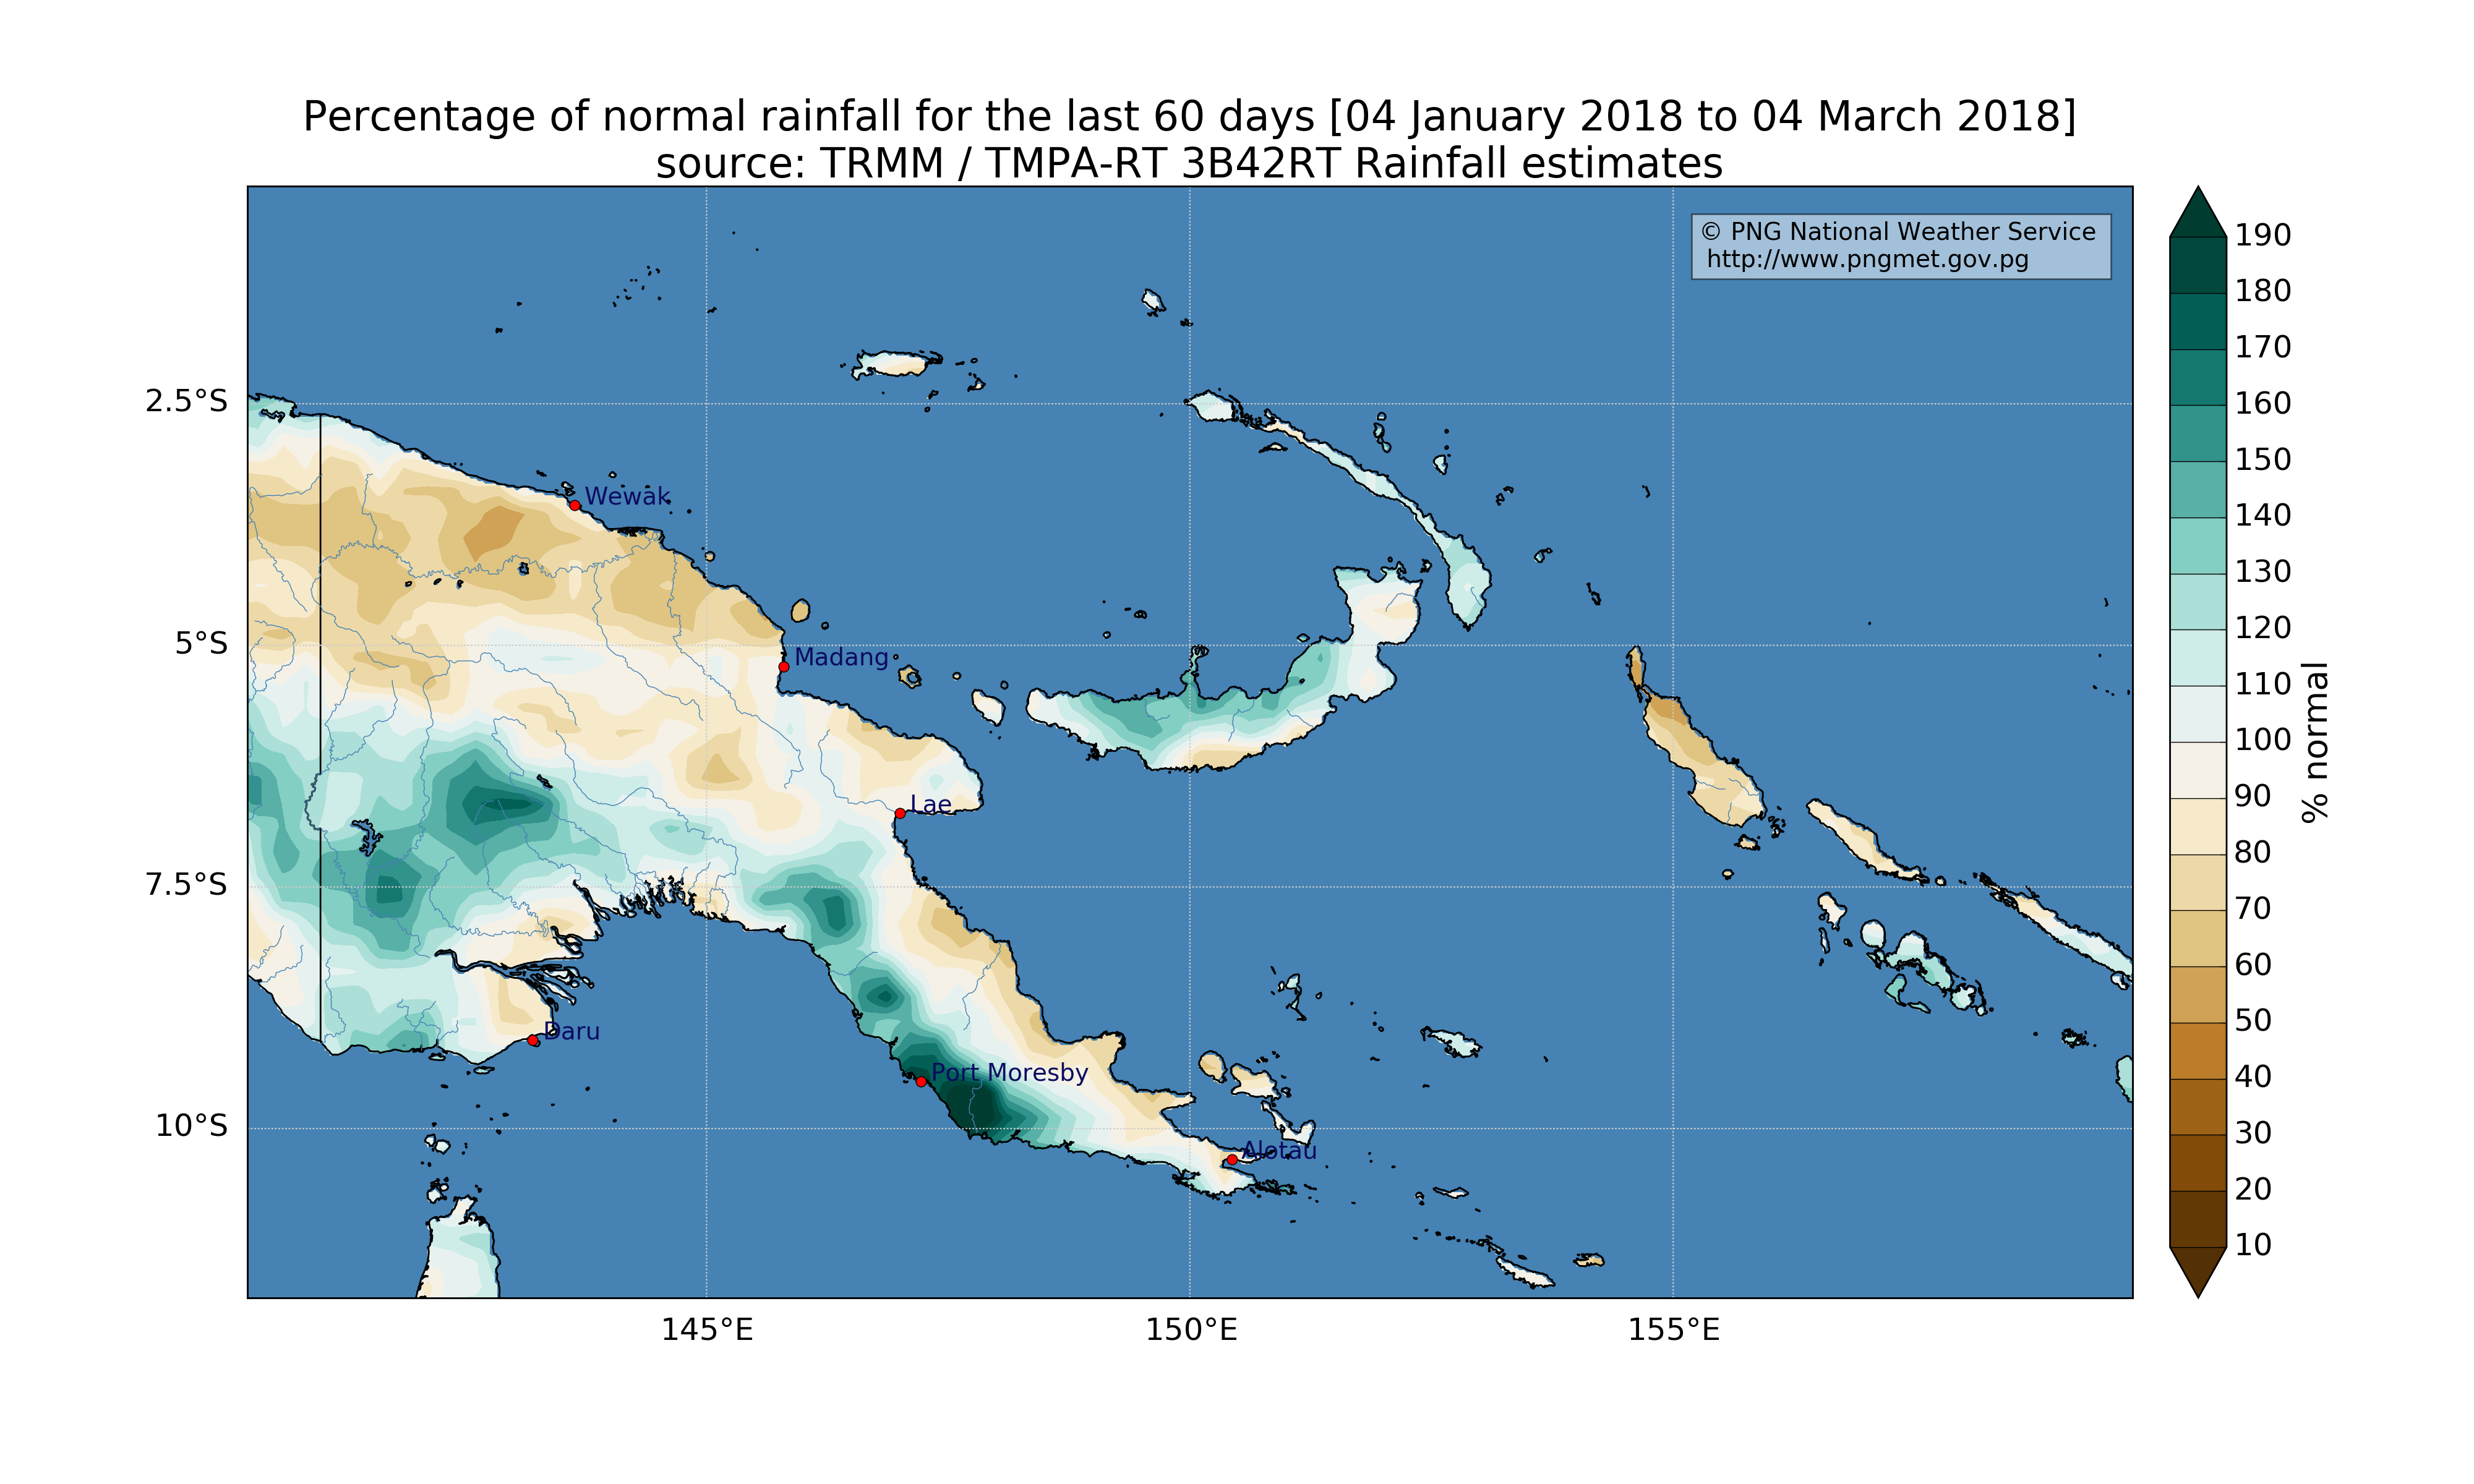 Percentage of normal rainfall for the last 60 days [04 January 2018 to 04 March 2018]
source: TRMM / TMPA-RT 3B42RT Rainfall estimates
© PNG National Weather Service
http://www.pngmet.gov.pg
2.5°S
5°S
7.5°S
10°S
Wewak
Madang
Lae
Daru
Port Moresby
Alotau
145°E
150°E
155°E
190
180
170
160
150
140
130
120
110
100
90
80
70
60
50
40
30
20
10
% normal